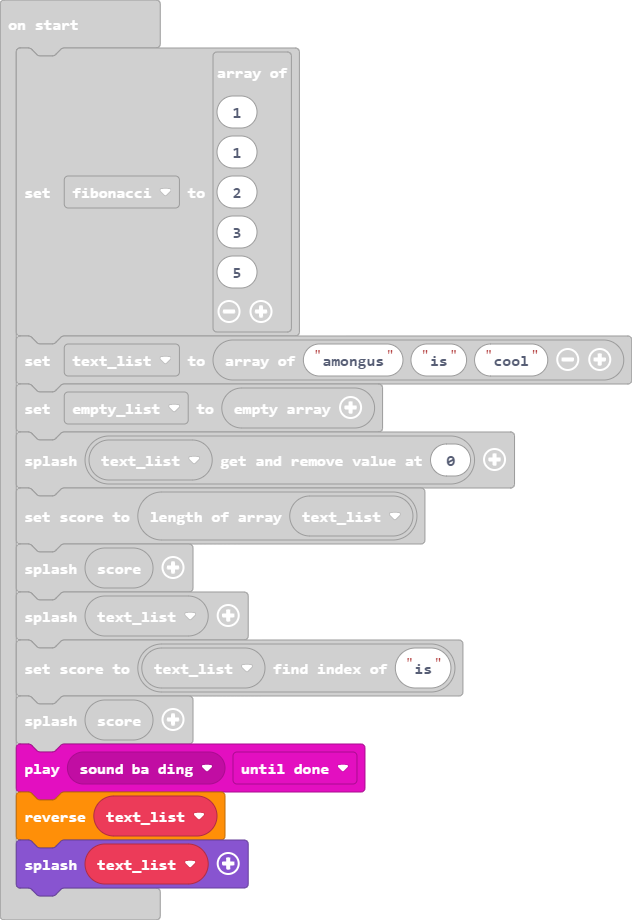 on start
array of
1
1
2
set fibonacci to
3
5
set text_list to array of "amongus" "is" "cool"
set empty_list to empty array
splash text_list get and remove value at 0
set score to length of array text_list
splash score
splash text_list
set score to text_list find index of "is"
splash score
play sound ba ding until done
reverse text_list
splash text_list